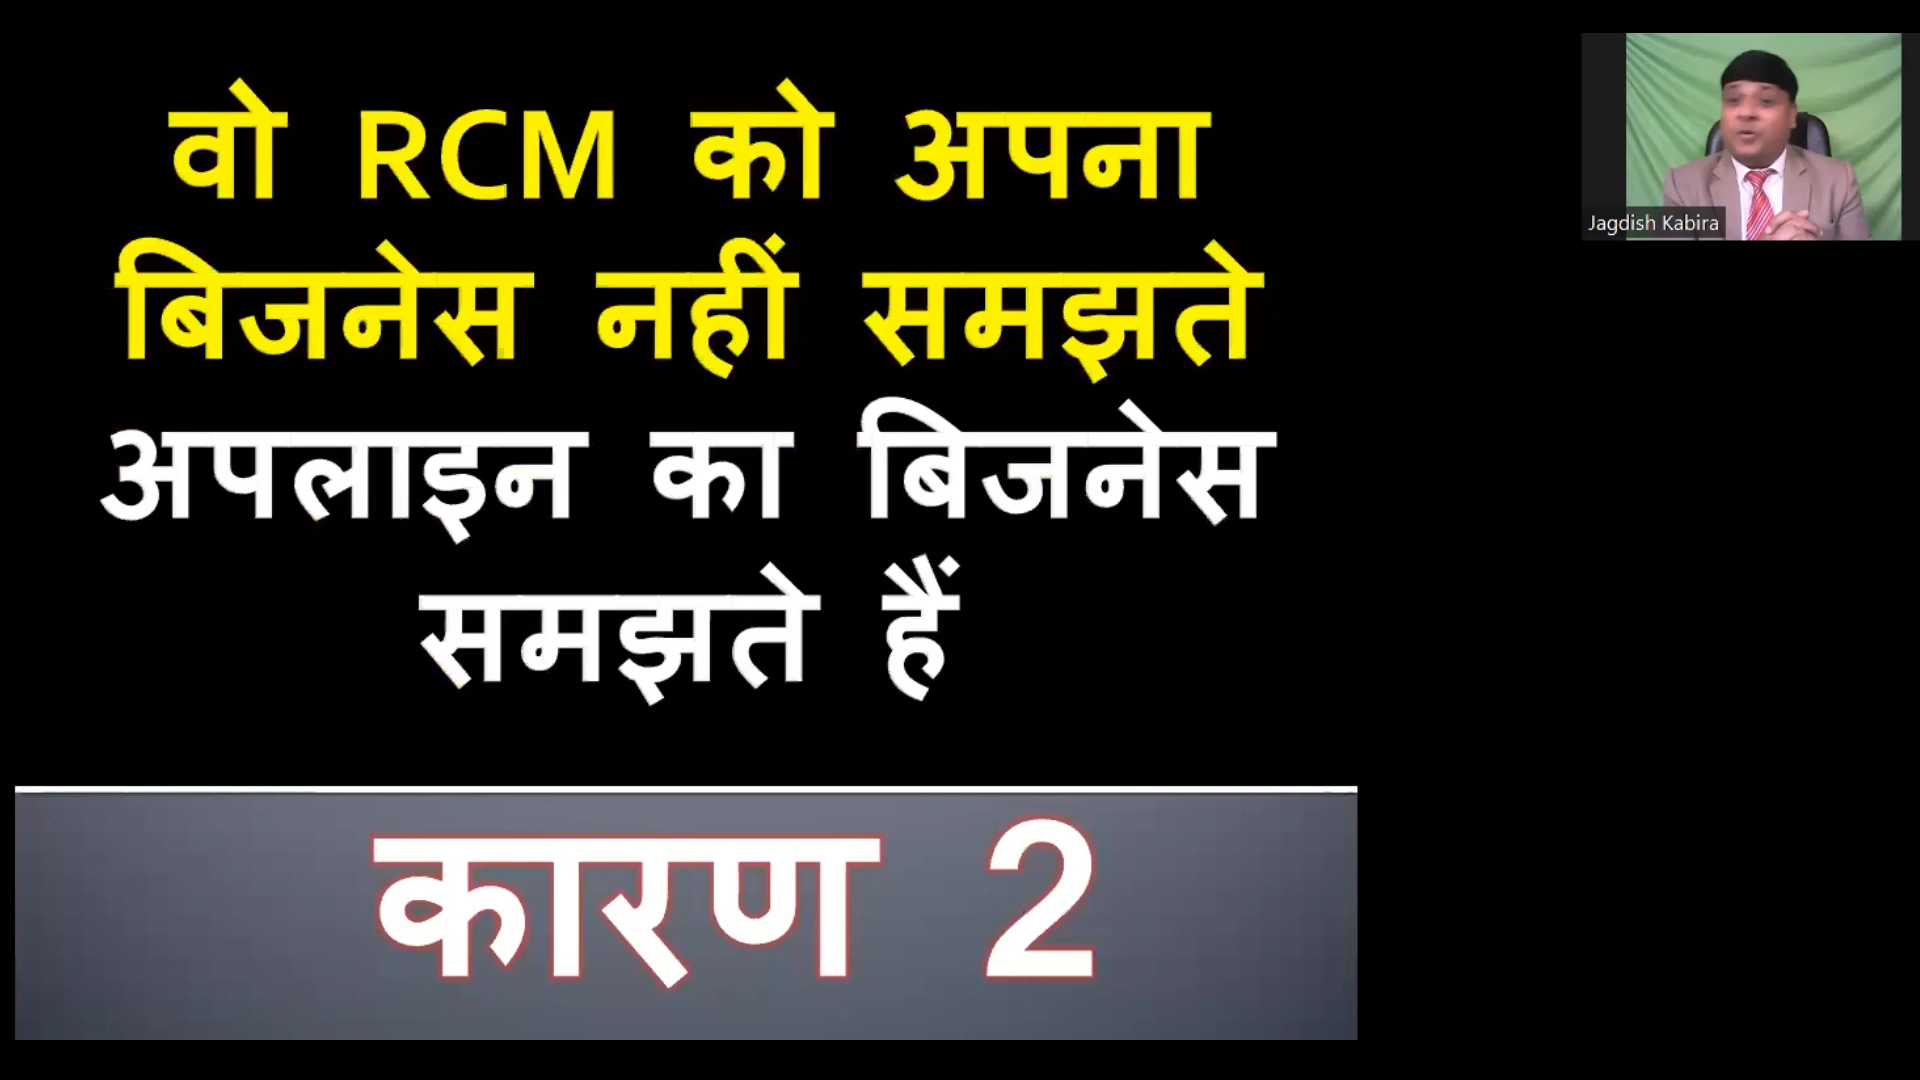 वो RCM को अपना
बिजनेस नहीं समझते
अपलाइन का बिजनेस
समझते हैं
कारण 2
Jagdish Kabira